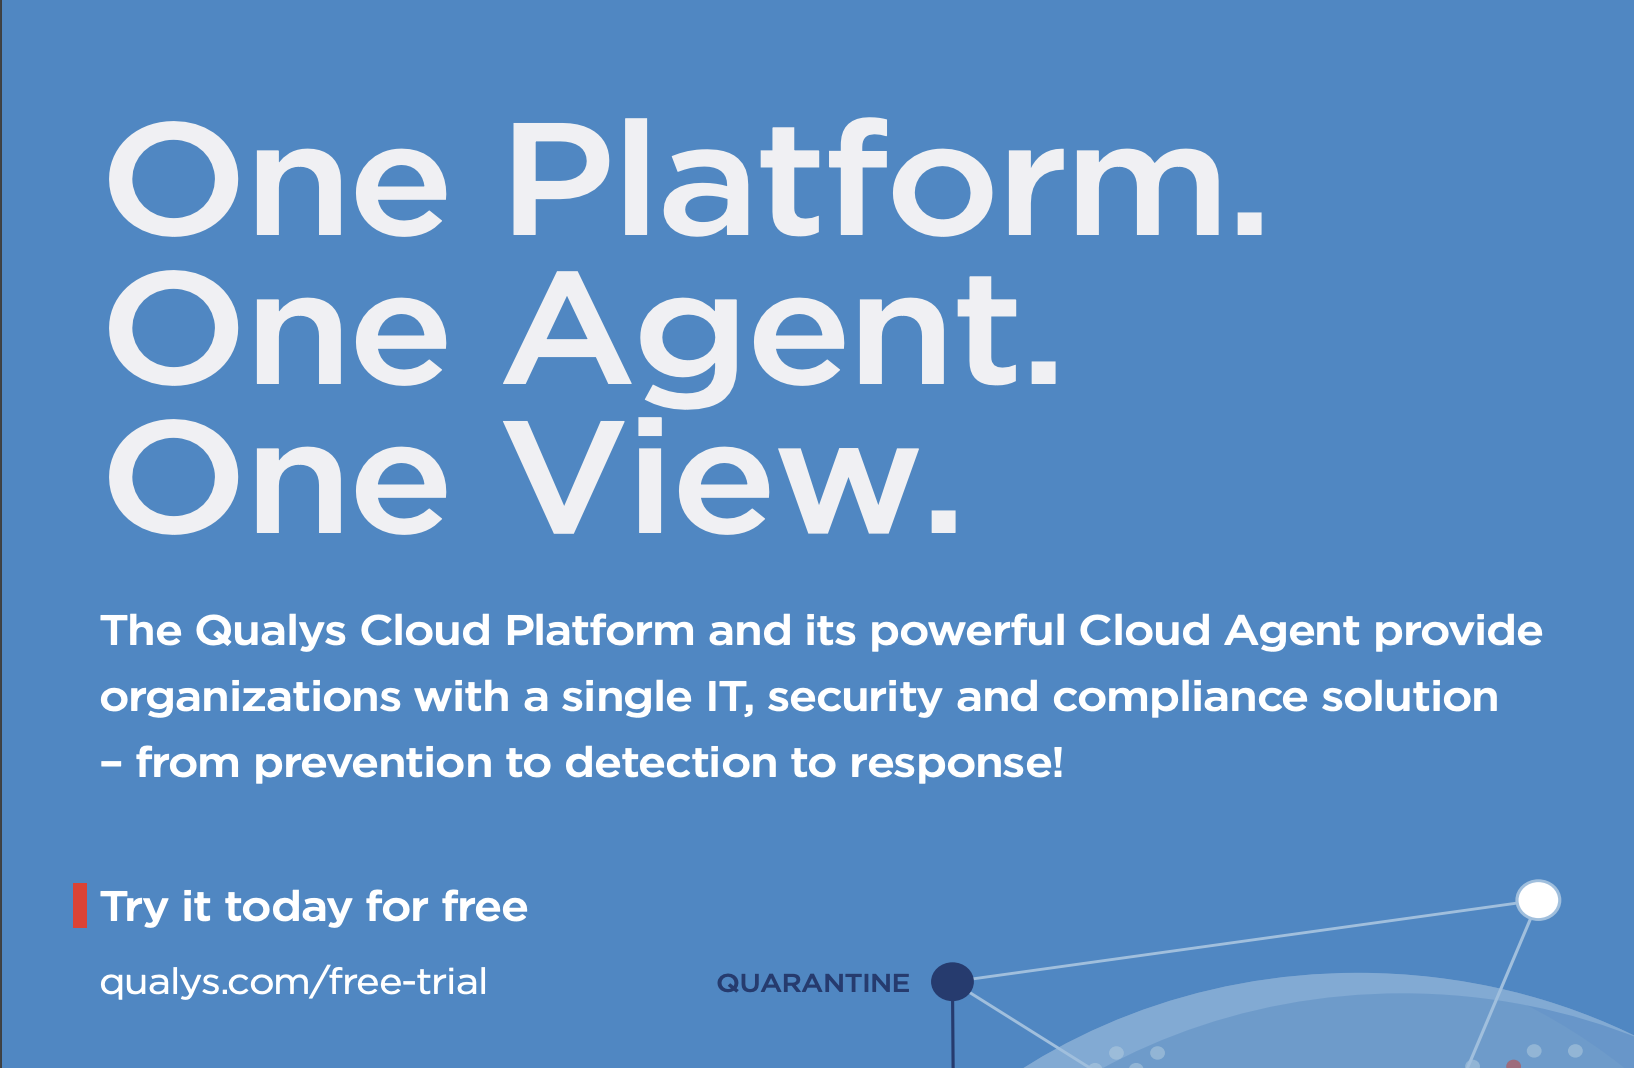 One Platform.
One Agent.
One View.
The Qualys Cloud Platform and its powerful Cloud Agent provide
organizations with a single IT, security and compliance solution
– from prevention to detection to response!
Try it today for free
qualys.com/free-trial
QUARANTINE